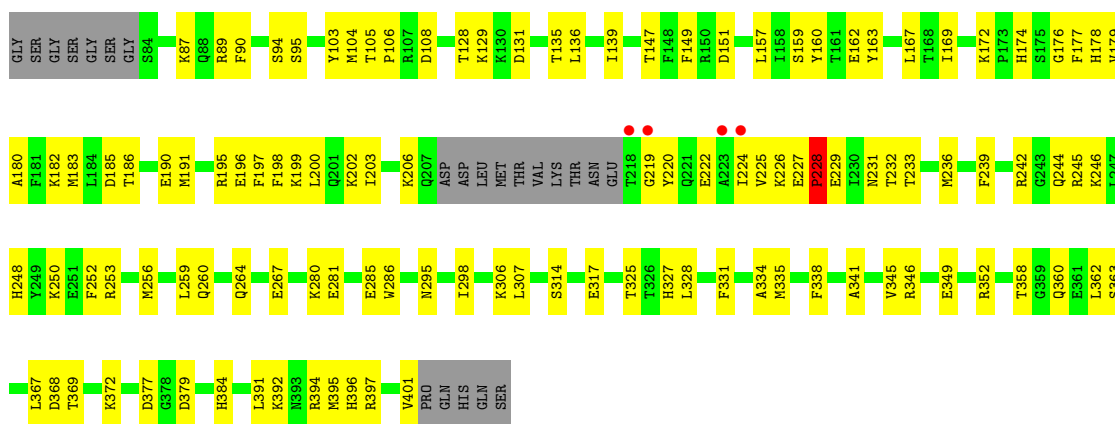 GLY SER SER GLY SER SER GLY S84 K87 Q88 R89 F90 S94 S95 Y103 M104 T105 P106 R107 D108 T128 K129 K130 D131 T135 L136 I139 T147 F148 F149 R150 D151 L157 I158 S159 Y160 T161 E162 Y163 L167 T168 I169 K172 P173 H174 S175 G176 F177 H178 V179
A180 F181 K182 M183 L184 D185 T186 E190 M191 R195 E196 F197 F198 K199 L200 Q201 K202 I203 K206 Q207 ASP ASP LEU MET THR VAL LYS THR ASN GLU T218 G219 Y220 Q221 E222 A223 I224 V225 K226 E227 P228 E229 I230 N231 T232 T233 M236 F239 R242 G243 Q244 R245 K246 L247
H248 Y249 K250 E251 F252 R253 M256 L259 Q260 Q264 E267 K280 E281 E285 W286 N295 I298 K306 L307 S314 E317 T325 T326 H327 L328 F331 A334 M335 F338 A341 V345 R346 E349 R352 T358 G359 Q360 E361 L362 S363
L367 D368 T369 K372 D377 G378 D379 H384 L391 K392 N393 R394 M395 H396 R397 V401 PRO GLN HIS GLN SER